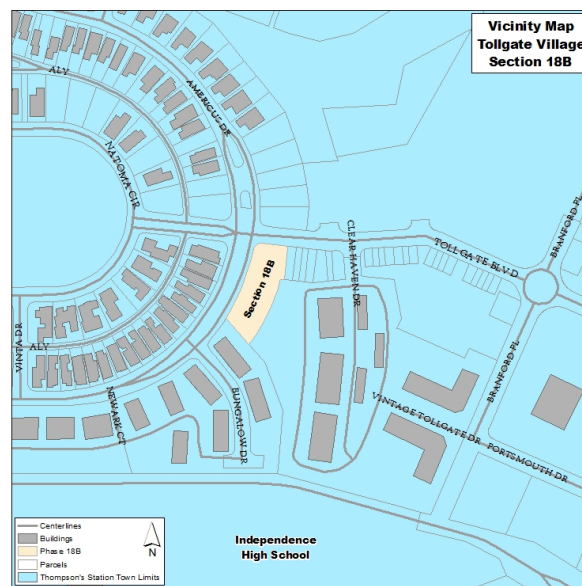 Vicinity Map
Tollgate Village
Section 18B
ALY
AMERIGUS DR
NATOMA CIR
CLEAR HAVEN DR
TOLLGATE BLVD
BRANFORD PL
Section 18B
VINTA DR
ALY
NEWARK CT
BUNGALOW DR
BRANFORD PL
VINTAGE TOLLGATE DR
PORTSMOUTH DR
Independence
High School
Centerlines
Buildings
Phase 18B
Parcels
Thompson's Station Town Limits
N